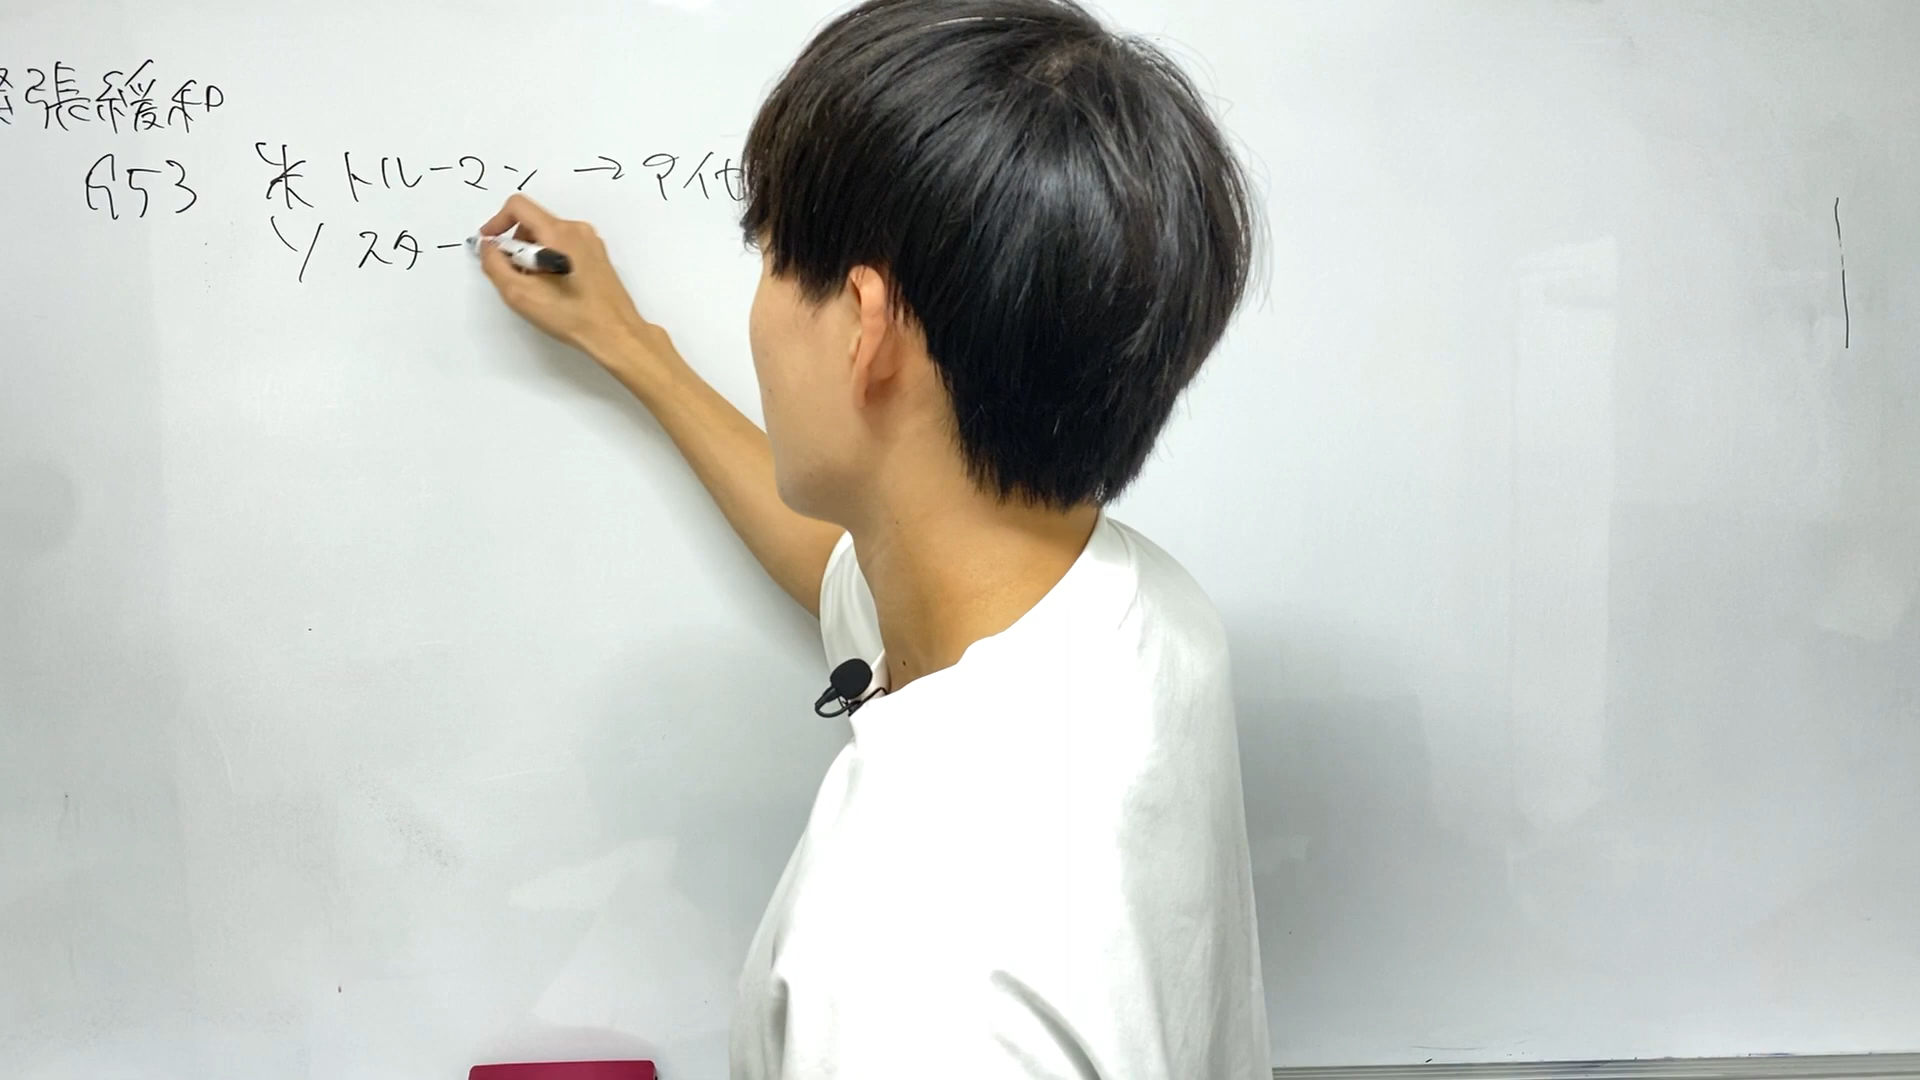 緊張緩和
1953 米 トルーマン → アイゼ
ソ スター